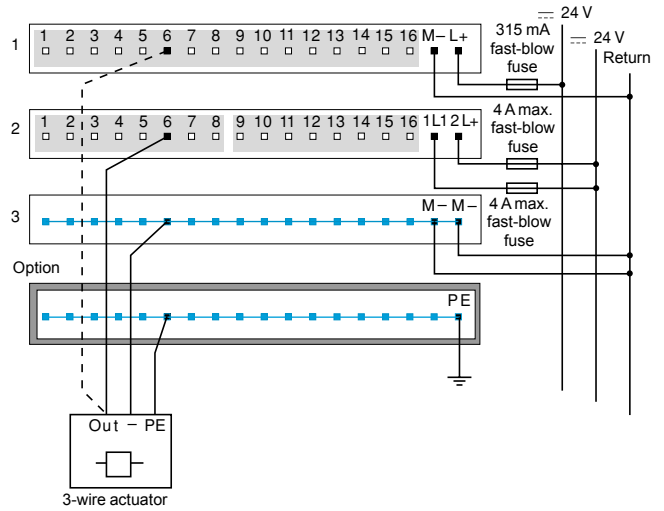 ⎓ 24 V
⎓ 24 V
Return
1
1 2 3 4 5 6 7 8 9 10 11 12 13 14 15 16 M– L+
315 mA
fast-blow
fuse
2
1 2 3 4 5 6 7 8 9 10 11 12 13 14 15 16 1L1 2L+
4 A max.
fast-blow
fuse
3
M– M–
4 A max.
fast-blow
fuse
Option
PE
Out – PE
3-wire actuator